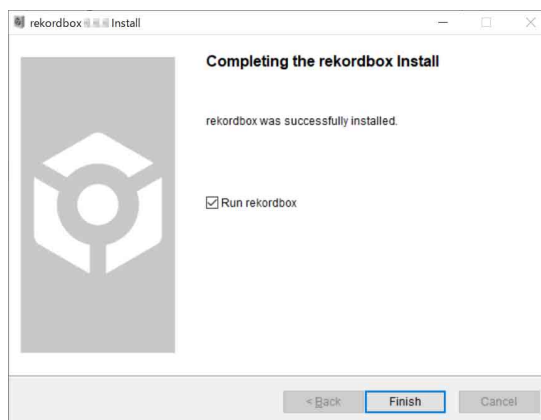 rekordbox Install
Completing the rekordbox Install
rekordbox was successfully installed.
Run rekordbox
< Back
Finish
Cancel